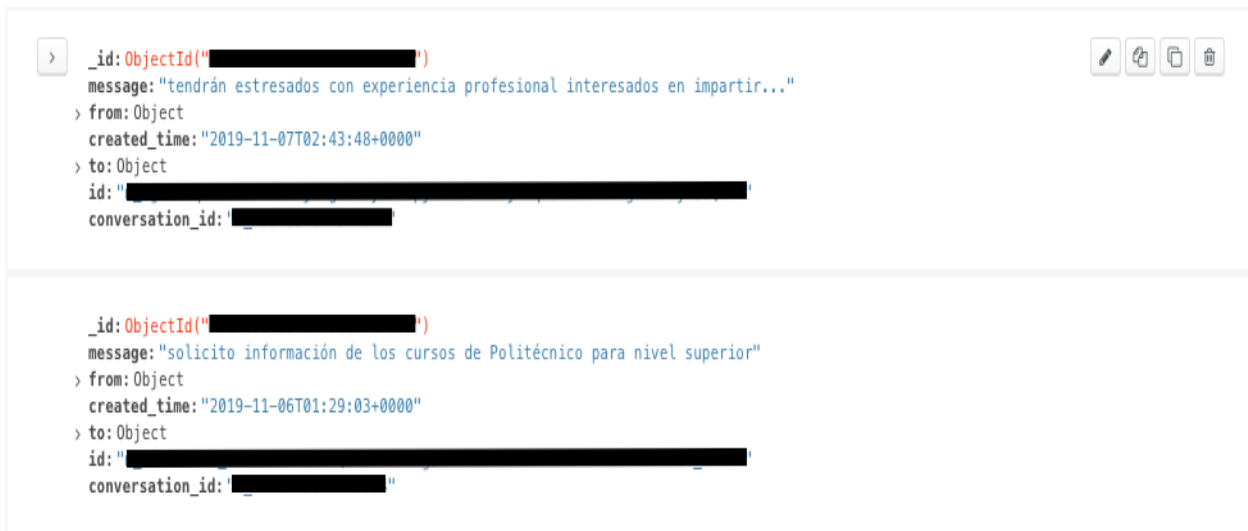 _id: ObjectId("")
message: "tendrán estresados con experiencia profesional interesados en impartir..."
from: Object
created_time: "2019-11-07T02:43:48+0000"
to: Object
id: "
conversation_id: '
_id: ObjectId("")
message: "solicito información de los cursos de Politécnico para nivel superior"
from: Object
created_time: "2019-11-06T01:29:03+0000"
to: Object
id: "
conversation_id: "